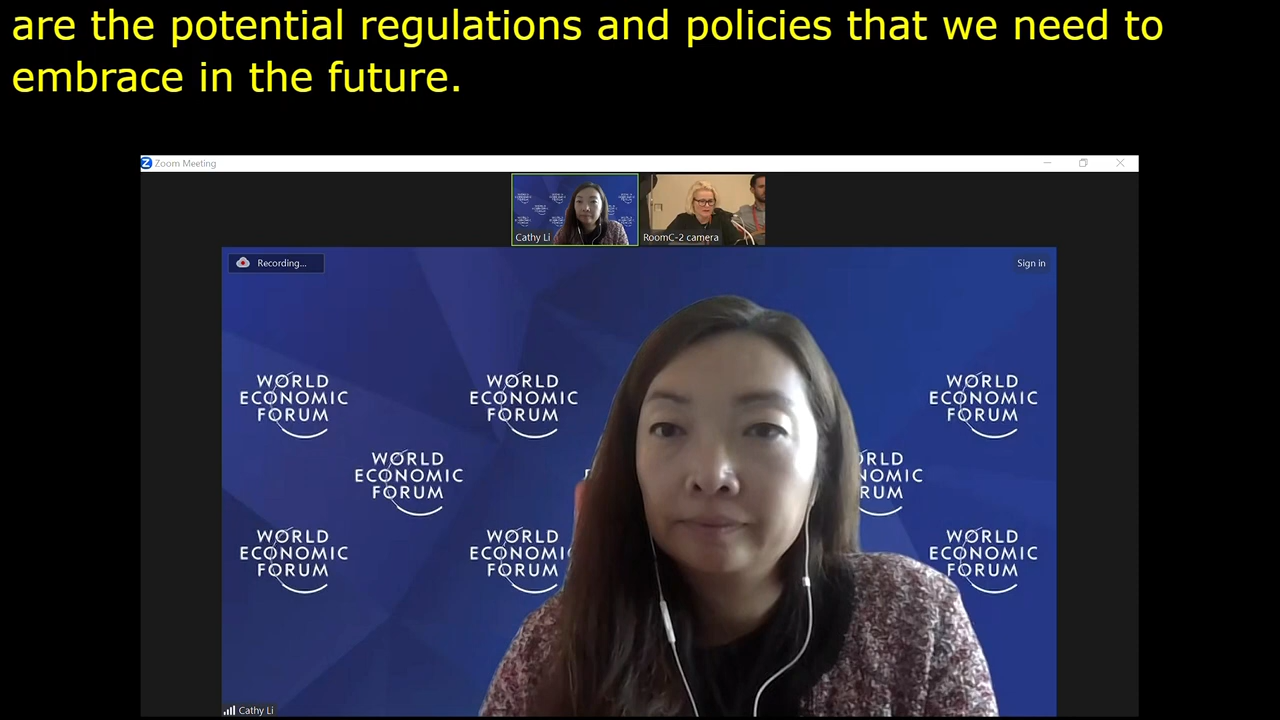 are the potential regulations and policies that we need to
embrace in the future.
Zoom Meeting
Cathy Li
RoomC-2 camera
Recording...
Sign in
WORLD
ECONOMIC
FORUM
WORLD
ECONOMIC
FORUM
WORLD
ECONOMIC
FORUM
WORLD
ECONOMIC
FORUM
WORLD
ECONOMIC
FORUM
WORLD
ECONOMIC
FORUM
WORLD
ECONOMIC
FORUM
Cathy Li